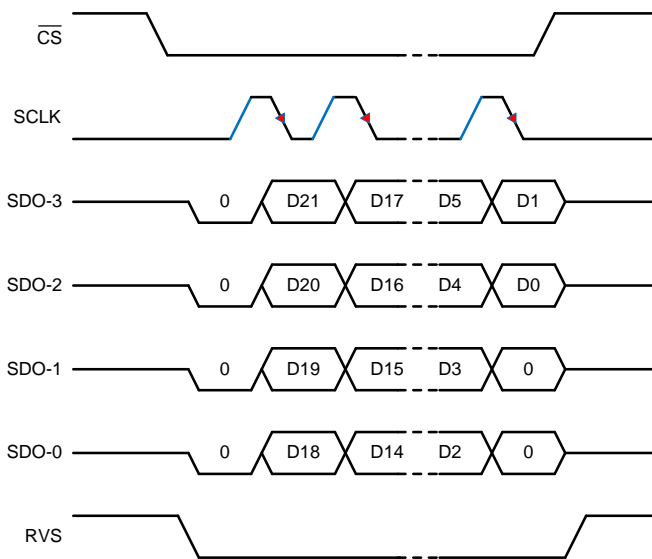 C̅S̅
SCLK
SDO-3 0 D21 D17 D5 D1
SDO-2 0 D20 D16 D4 D0
SDO-1 0 D19 D15 D3 0
SDO-0 0 D18 D14 D2 0
RVS